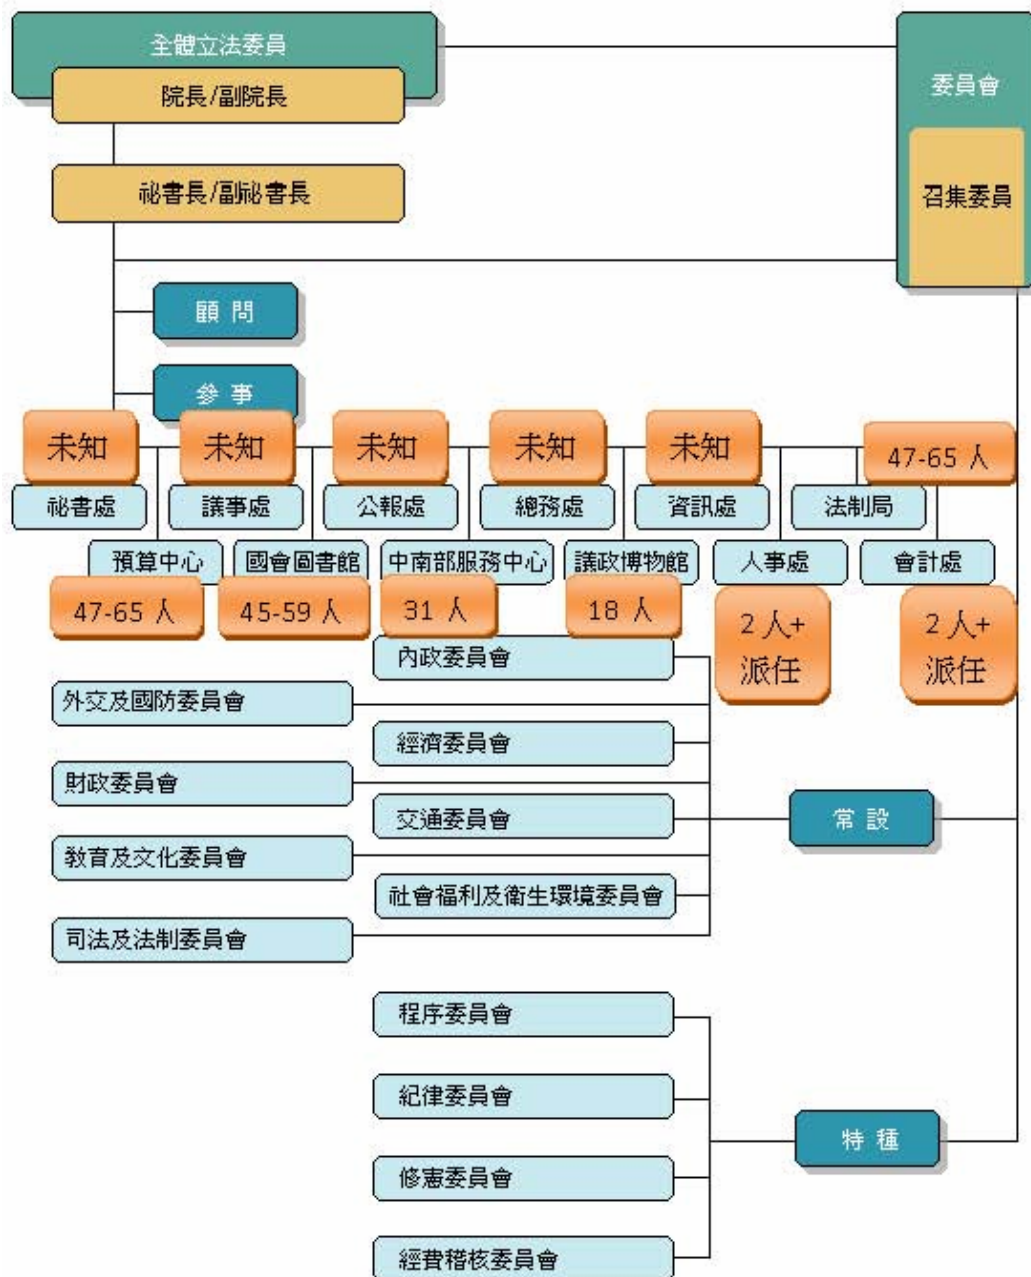 全體立法委員
院長/副院長
委員會
祕書長/副祕書長
召集委員
顧問
參事
未知
未知
未知
未知
未知
47-65 人
祕書處
議事處
公報處
總務處
資訊處
法制局
預算中心
國會圖書館
中南部服務中心
議政博物館
人事處
會計處
47-65 人
45-59 人
31 人
18 人
2 人+
派任
2 人+
派任
內政委員會
外交及國防委員會
經濟委員會
財政委員會
交通委員會
常設
教育及文化委員會
社會福利及衛生環境委員會
司法及法制委員會
程序委員會
紀律委員會
特種
修憲委員會
經費稽核委員會